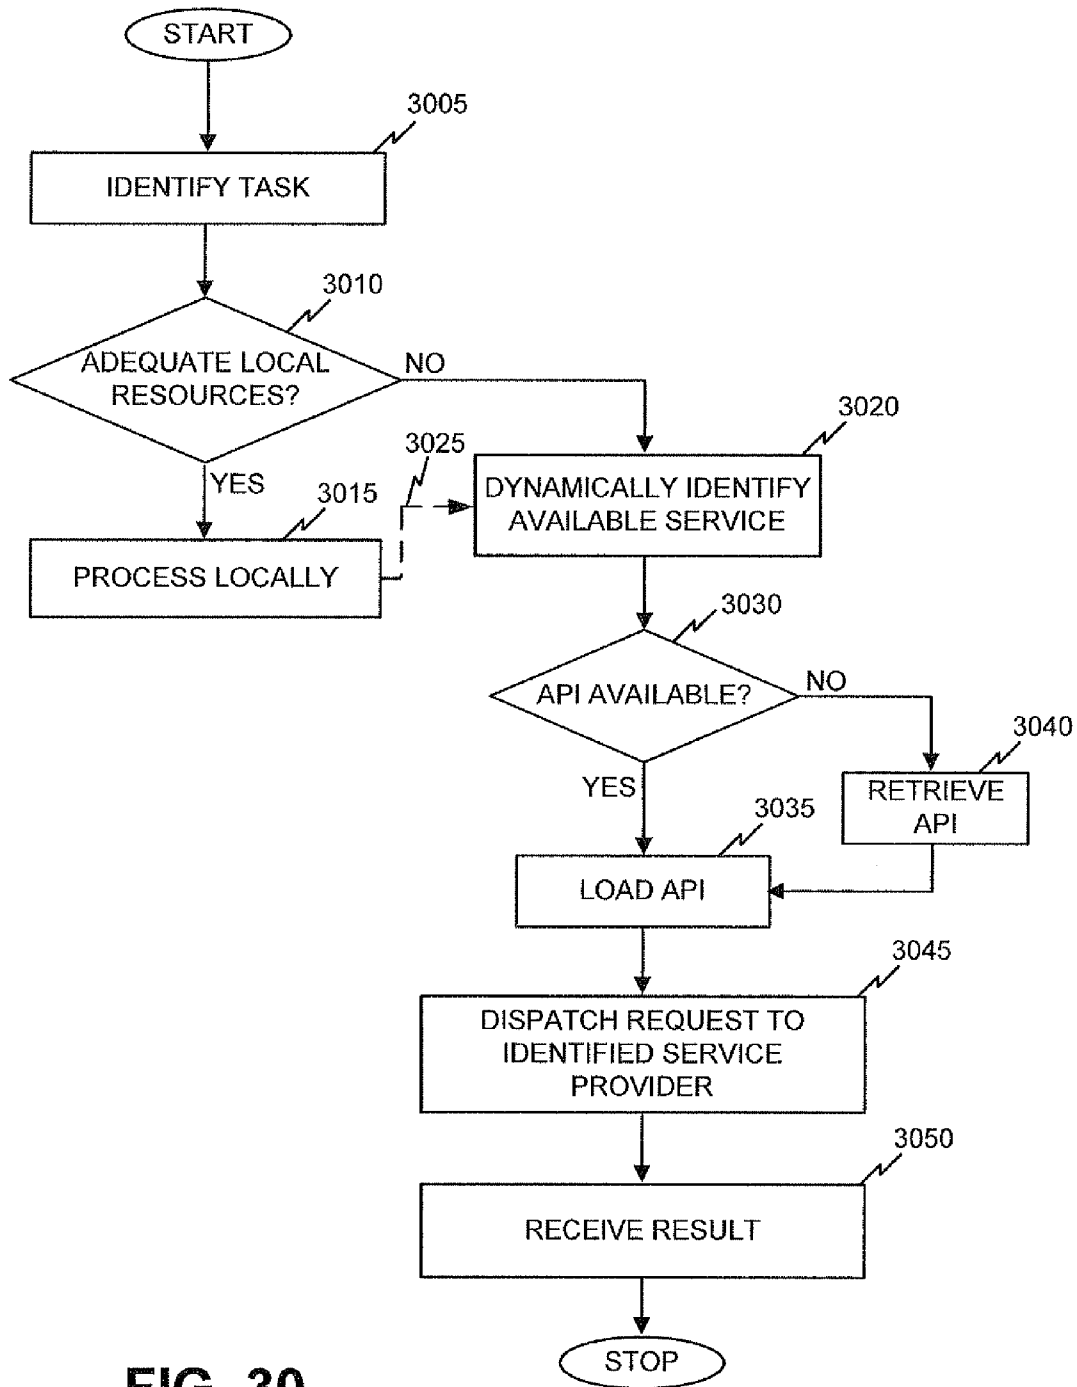 START
3005
IDENTIFY TASK
3010
ADEQUATE LOCAL
RESOURCES?
NO
YES
3015
PROCESS LOCALLY
3025
3020
DYNAMICALLY IDENTIFY
AVAILABLE SERVICE
3030
API AVAILABLE?
NO
3040
RETRIEVE
API
YES
3035
LOAD API
3045
DISPATCH REQUEST TO
IDENTIFIED SERVICE
PROVIDER
3050
RECEIVE RESULT
STOP
FIG. 30